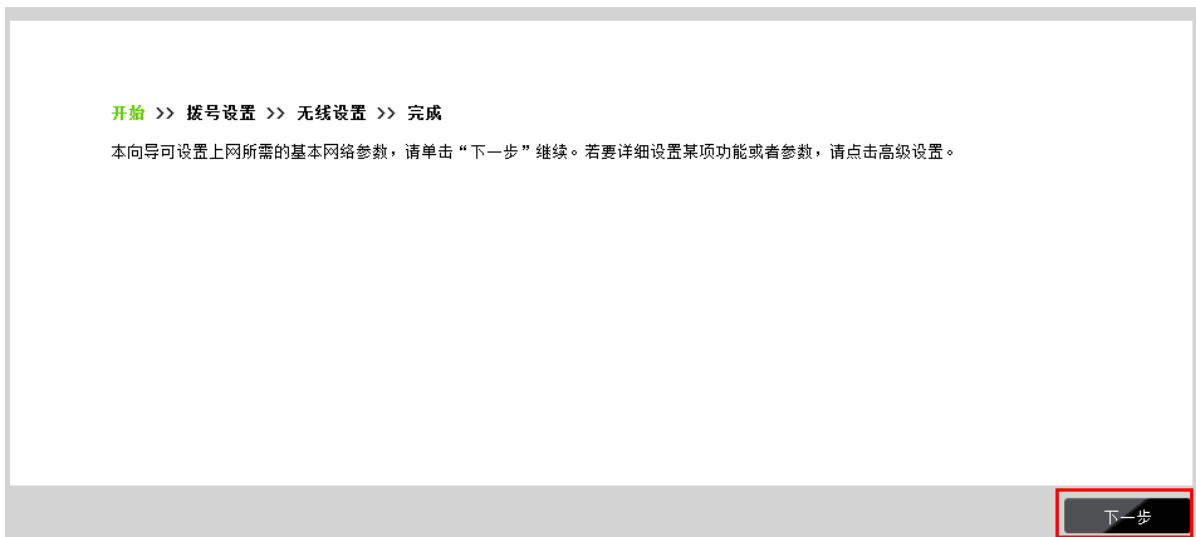 开始 >> 拨号设置 >> 无线设置 >> 完成
本向导可设置上网所需的基本网络参数，请单击“下一步”继续。若要详细设置某项功能或者参数，请点击高级设置。
下一步